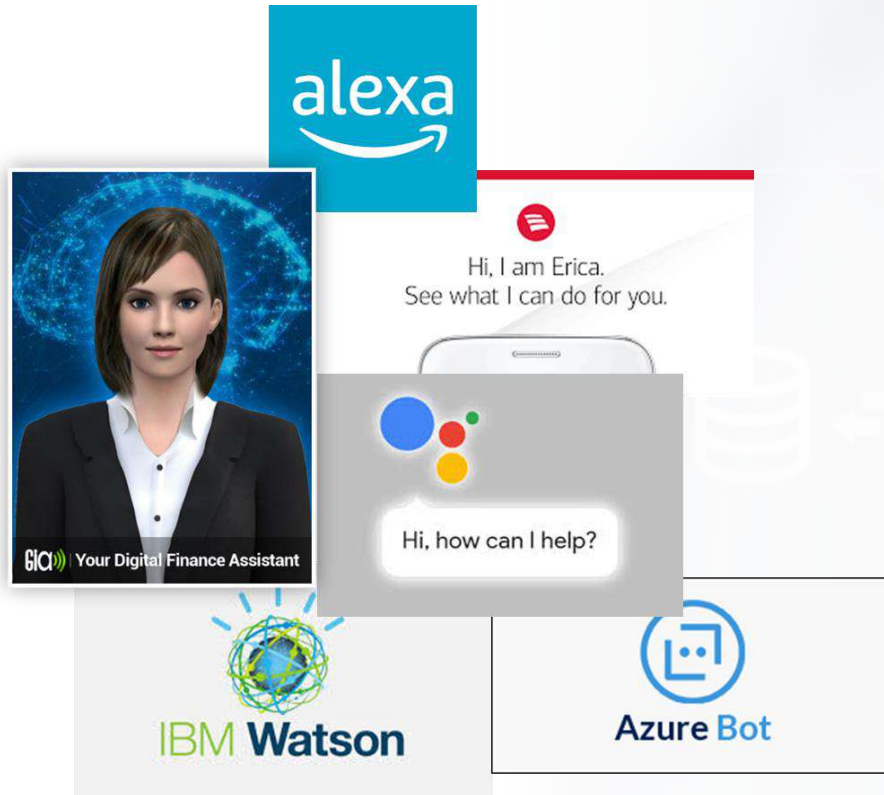 alexa
Hi, I am Erica.
See what I can do for you.
Hi, how can I help?
GIa | Your Digital Finance Assistant
IBM Watson
Azure Bot